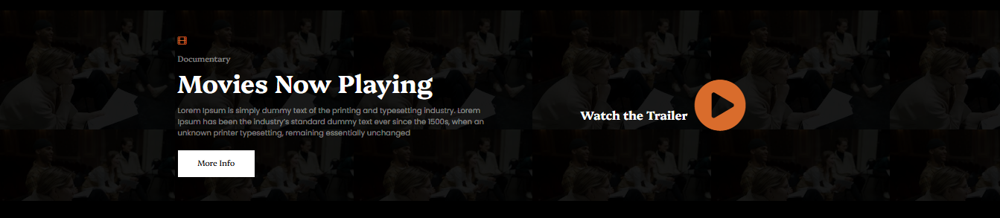 Documentary
Movies Now Playing
Lorem Ipsum is simply dummy text of the printing and typesetting industry. Lorem
Ipsum has been the industry's standard dummy text ever since the 1500s, when an
unknown printer typesetting, remaining essentially unchanged
More Info
Watch the Trailer